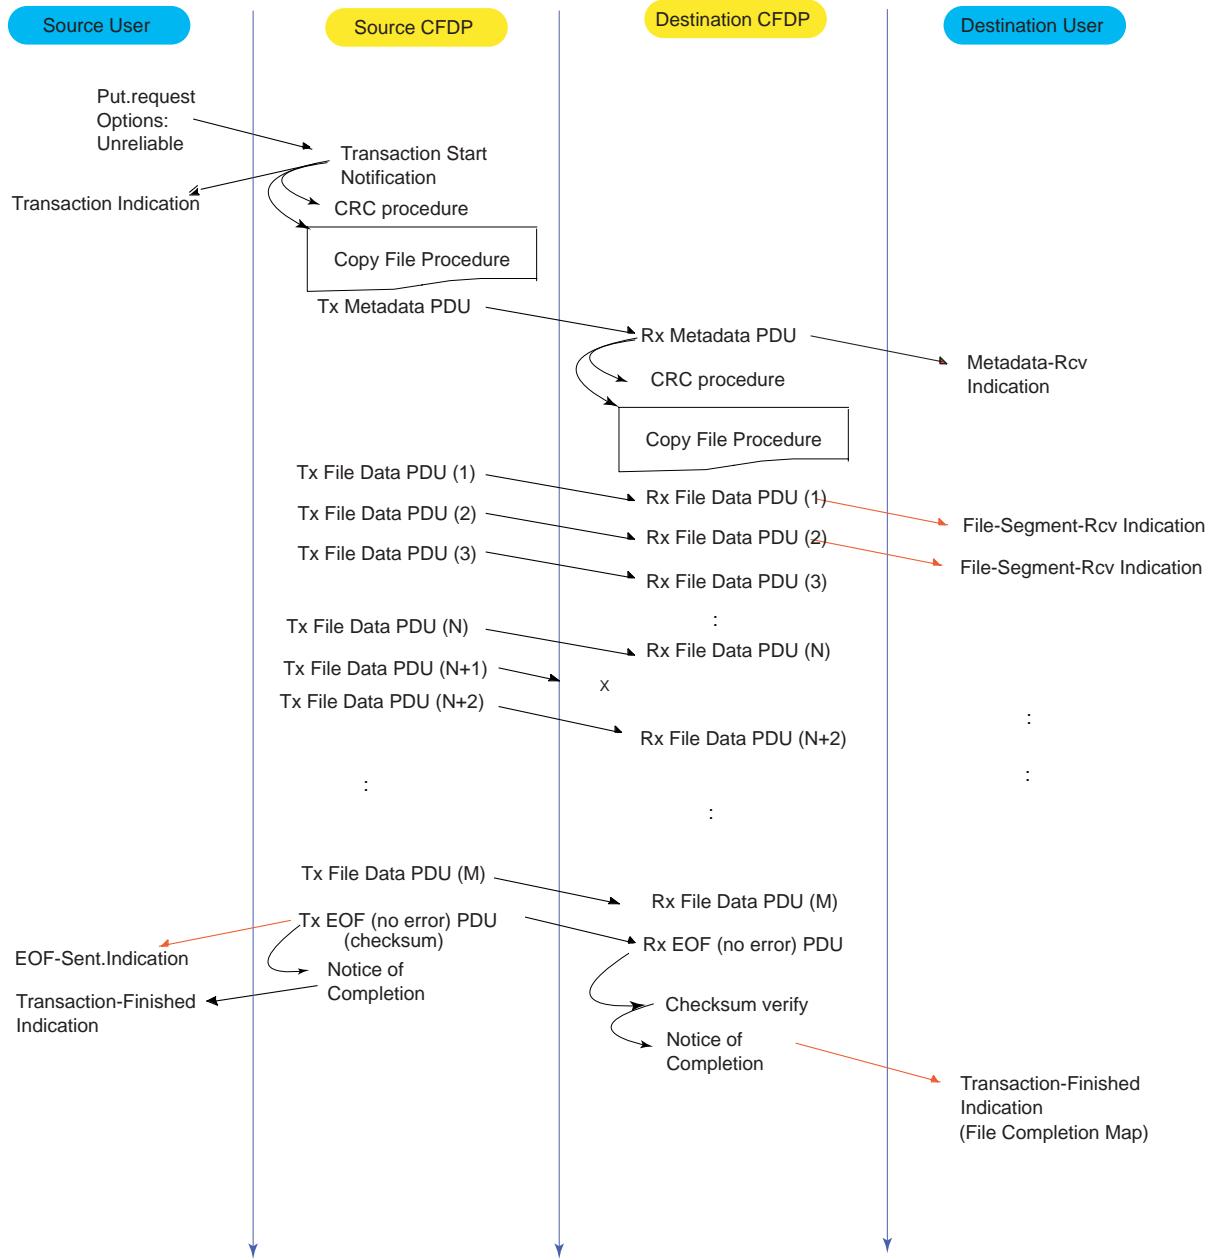 Source User
Source CFDP
Destination CFDP
Destination User
Put.request
Options:
Unreliable
Transaction Start
Notification
Transaction Indication
CRC procedure
Copy File Procedure
Tx Metadata PDU
Rx Metadata PDU
Metadata-Rcv
Indication
CRC procedure
Copy File Procedure
Tx File Data PDU (1)
Rx File Data PDU (1)
Tx File Data PDU (2)
File-Segment-Rcv Indication
Rx File Data PDU (2)
Tx File Data PDU (3)
File-Segment-Rcv Indication
Rx File Data PDU (3)
:
Tx File Data PDU (N)
Rx File Data PDU (N)
Tx File Data PDU (N+1)
X
Tx File Data PDU (N+2)
:
Rx File Data PDU (N+2)
:
:
:
Tx File Data PDU (M)
Rx File Data PDU (M)
Tx EOF (no error) PDU
(checksum)
Rx EOF (no error) PDU
EOF-Sent.Indication
Notice of
Completion
Transaction-Finished
Indication
Checksum verify
Notice of
Completion
Transaction-Finished
Indication
(File Completion Map)